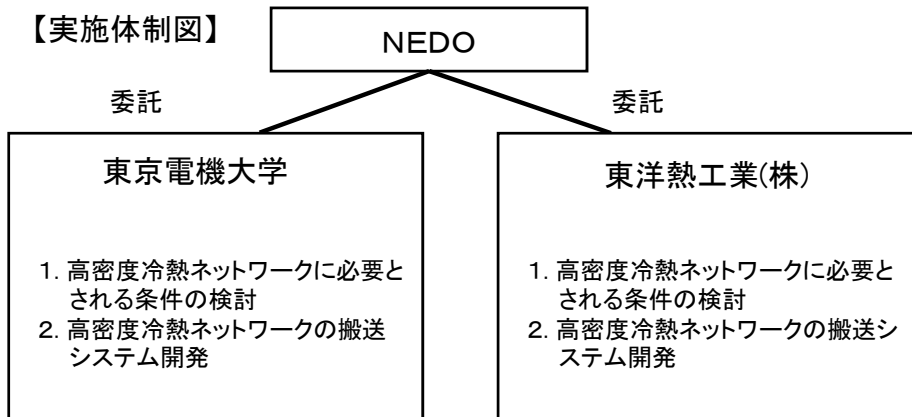 【実施体制図】
NEDO
委託
委託
東京電機大学
1. 高密度冷熱ネットワークに必要と
される条件の検討
2. 高密度冷熱ネットワークの搬送
システム開発
東洋熱工業(株)
1. 高密度冷熱ネットワークに必要と
される条件の検討
2. 高密度冷熱ネットワークの搬送シ
ステム開発